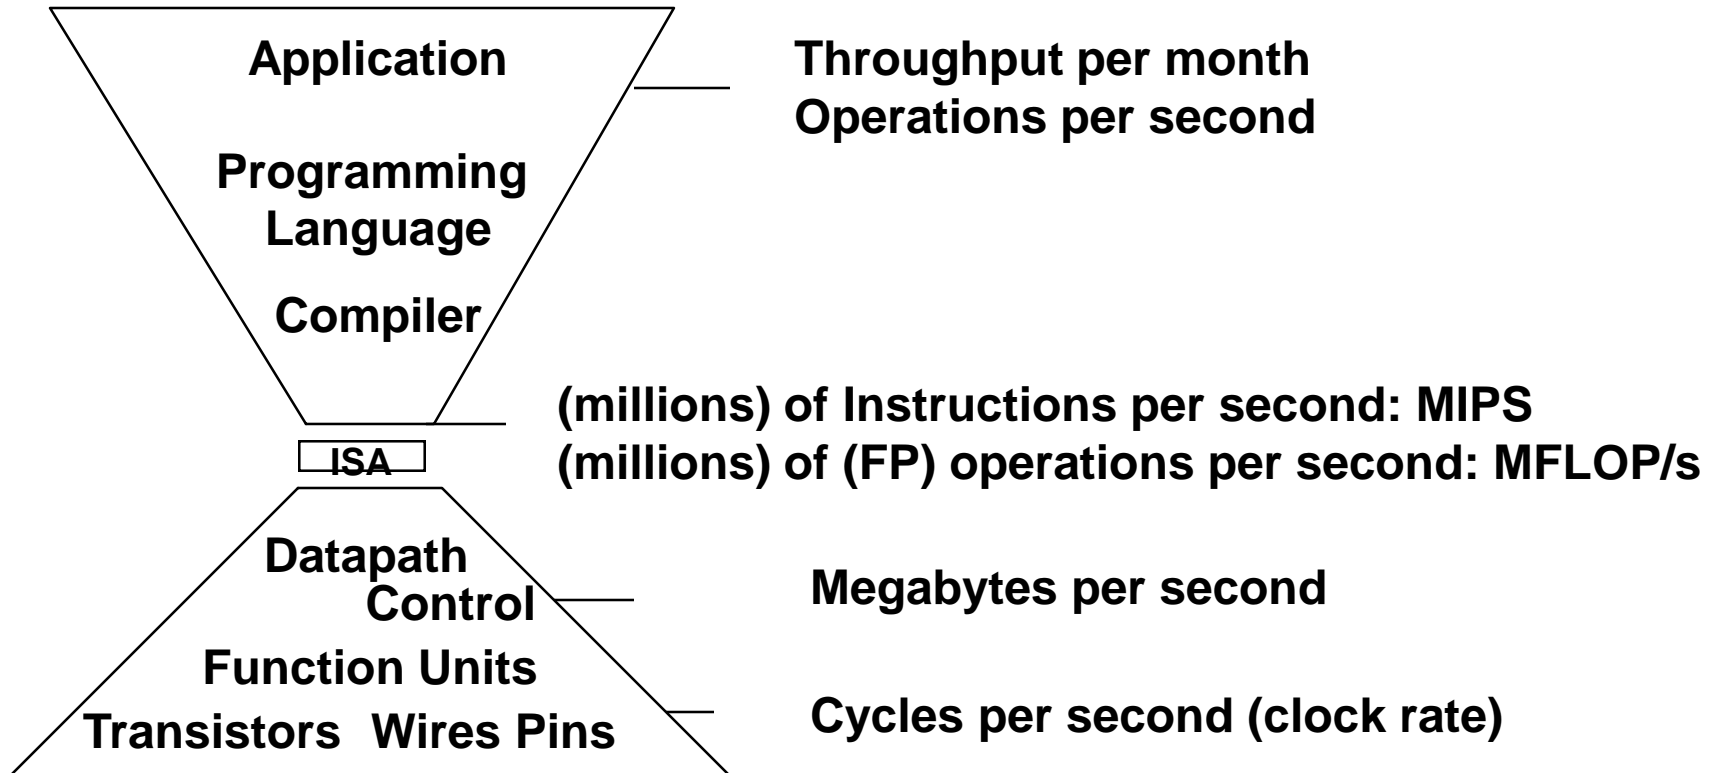 Application
Throughput per month
Operations per second
Programming
Language
Compiler
(millions) of Instructions per second: MIPS
ISA
(millions) of (FP) operations per second: MFLOP/s
Datapath
Control
Megabytes per second
Function Units
Transistors Wires Pins
Cycles per second (clock rate)